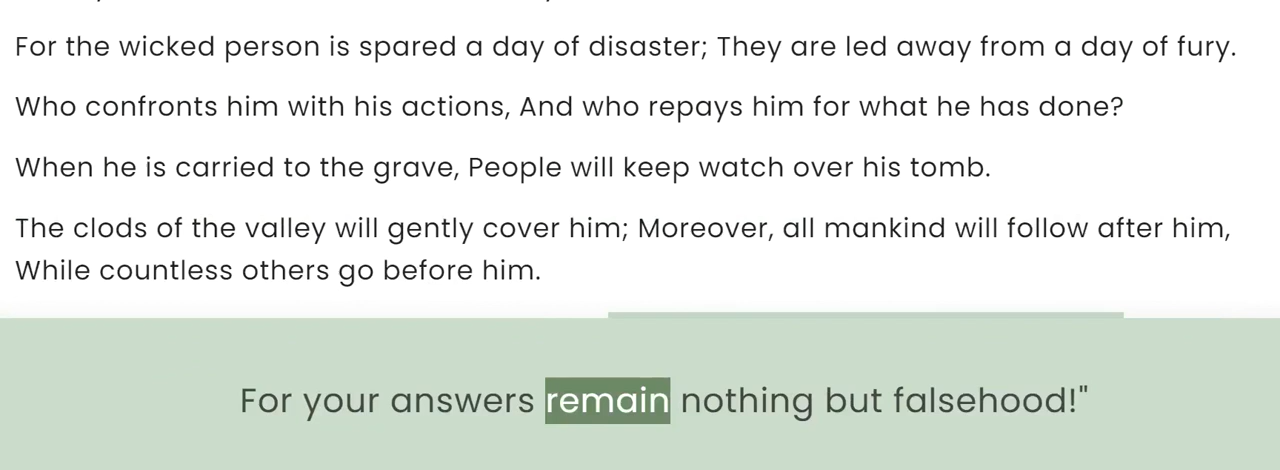 For the wicked person is spared a day of disaster; They are led away from a day of fury.
Who confronts him with his actions, And who repays him for what he has done?
When he is carried to the grave, People will keep watch over his tomb.
The clods of the valley will gently cover him; Moreover, all mankind will follow after him,
While countless others go before him.
For your answers remain nothing but falsehood!"